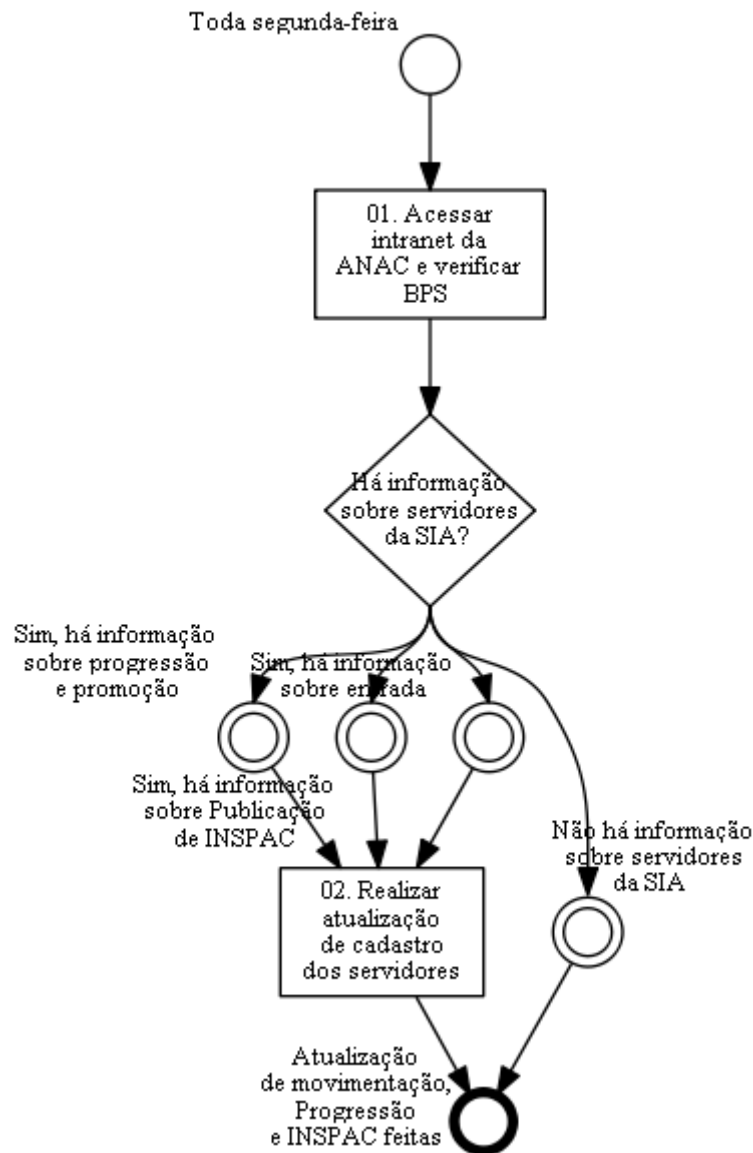 Toda segunda-feira
01. Acessar
intranet da
ANAC e verificar
BPS
Há informação
sobre servidores
da SIA?
Sim, há informação
sobre progressão
e promoção
Sim, há informação
sobre entrada
Sim, há informação
sobre Publicação
de INSPAC
Não há informação
sobre servidores
da SIA
02. Realizar
atualização
de cadastro
dos servidores
Atualização
de movimentação,
Progressão
e INSPAC feitas